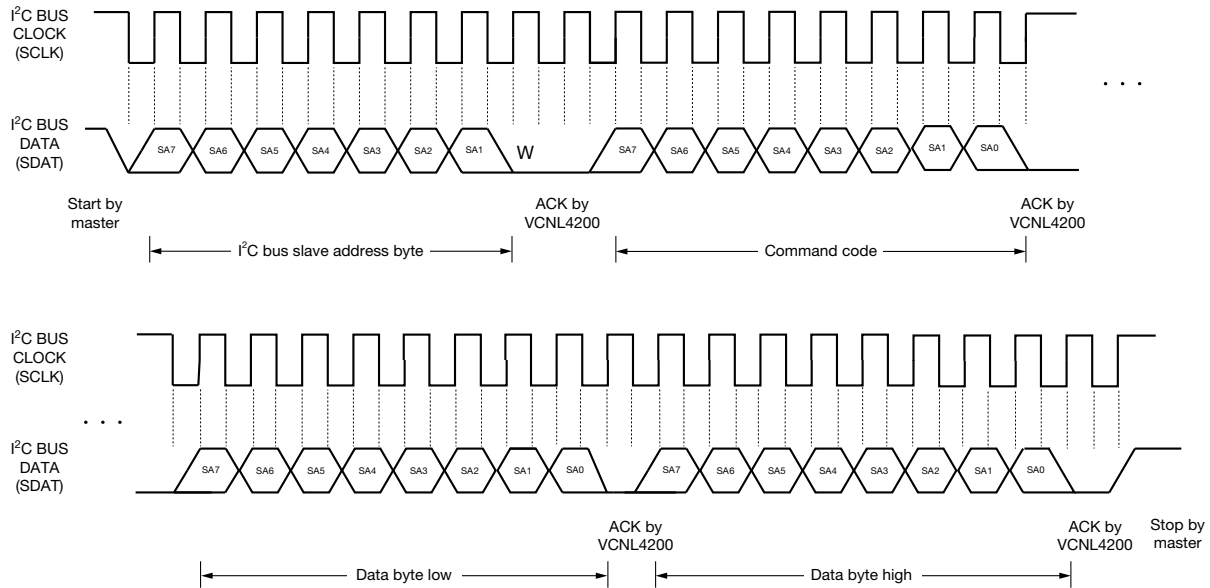 I²C BUS
CLOCK
(SCLK)
. . .
I²C BUS
DATA
(SDAT)
SA7 SA6 SA5 SA4 SA3 SA2 SA1 W SA7 SA6 SA5 SA4 SA3 SA2 SA1 SA0
Start by
master
ACK by
VCNL4200
ACK by
VCNL4200
I²C bus slave address byte
Command code
I²C BUS
CLOCK
(SCLK)
. . .
I²C BUS
DATA
(SDAT)
SA7 SA6 SA5 SA4 SA3 SA2 SA1 SA0 SA7 SA6 SA5 SA4 SA3 SA2 SA1 SA0
ACK by
VCNL4200
ACK by
VCNL4200
Stop by
master
Data byte low
Data byte high